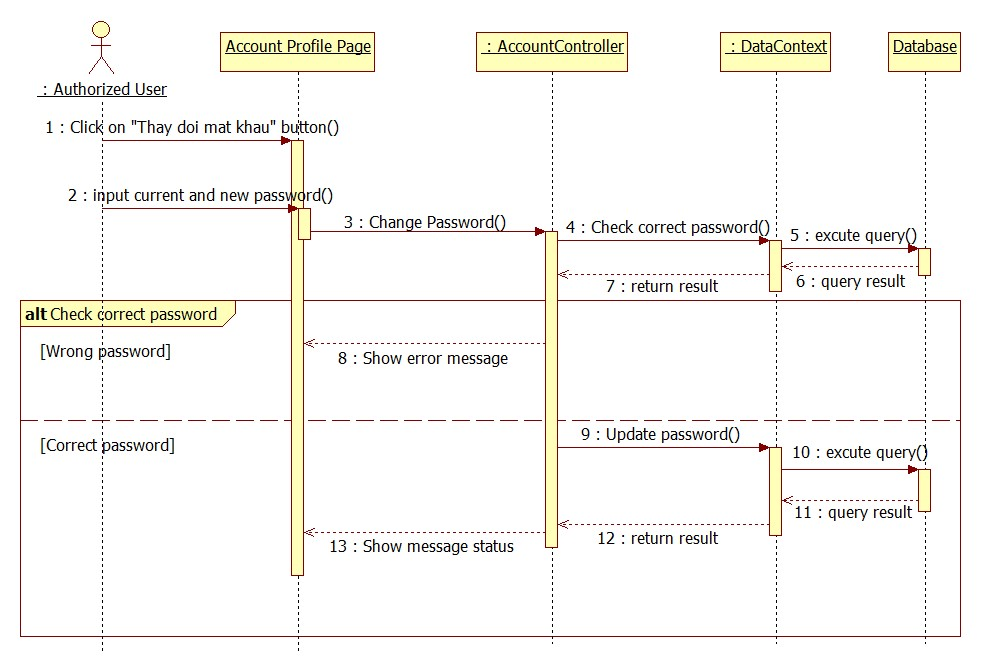 Account Profile Page
: AccountController
: DataContext
Database
: Authorized User
1 : Click on "Thay doi mat khau" button()
2 : input current and new password()
3 : Change Password()
4 : Check correct password()
5 : excute query()
6 : query result
7 : return result
alt Check correct password
[Wrong password]
8 : Show error message
[Correct password]
9 : Update password()
10 : excute query()
11 : query result
12 : return result
13 : Show message status